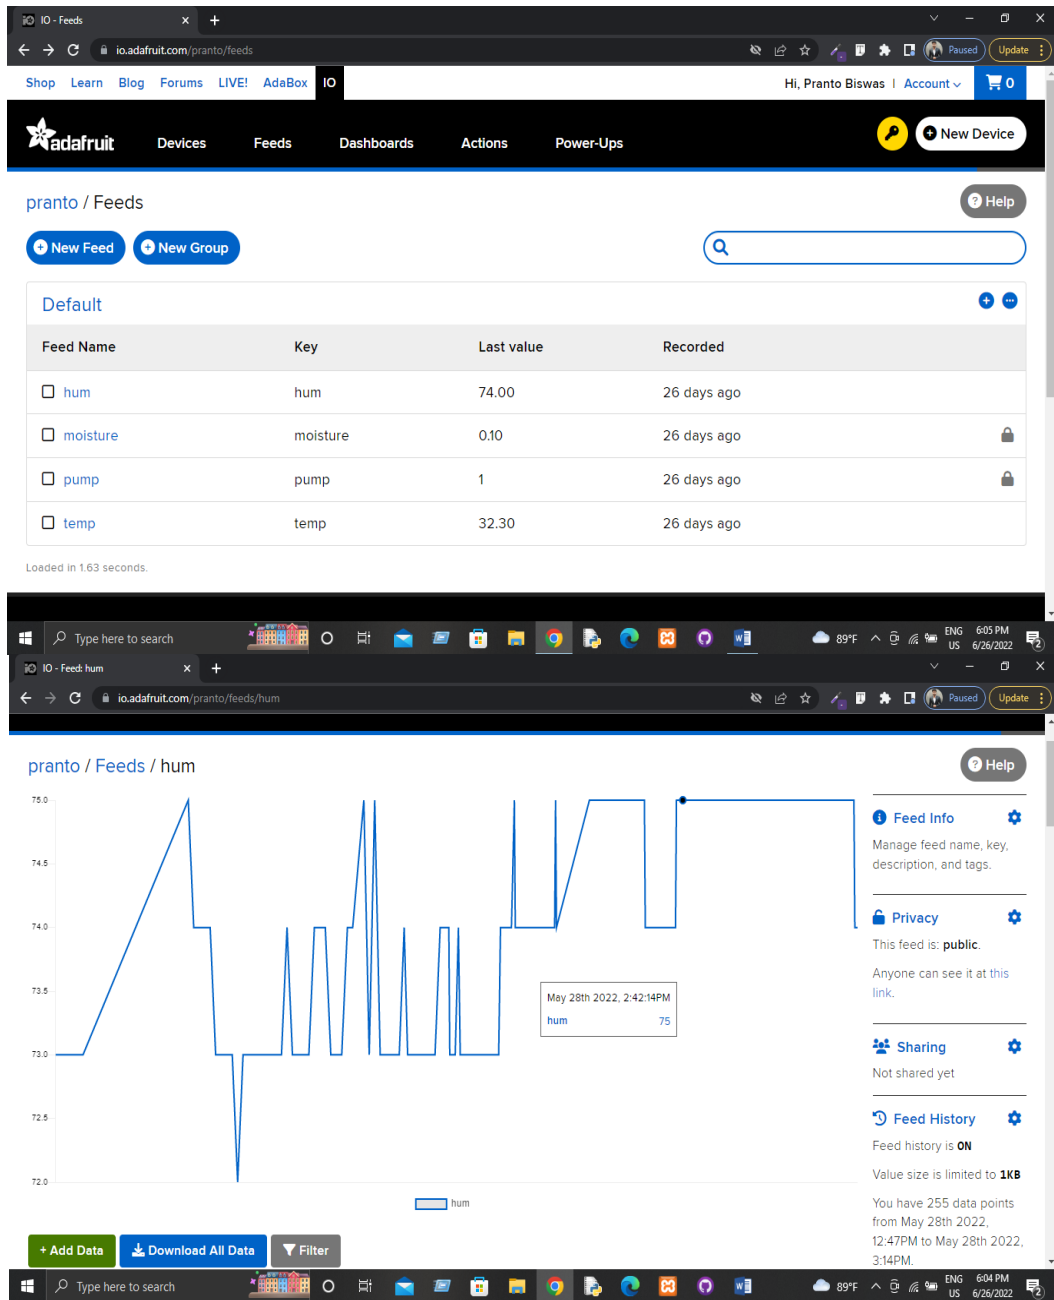 IO - Feeds
io.adafruit.com/pranto/feeds
Paused
Update
Shop Learn Blog Forums LIVE! AdaBox IO
Hi, Pranto Biswas | Account
0
adafruit
Devices Feeds Dashboards Actions Power-Ups
New Device
pranto / Feeds
Help
New Feed
New Group
Default
Feed Name Key Last value Recorded
hum hum 74.00 26 days ago
moisture moisture 0.10 26 days ago
pump pump 1 26 days ago
temp temp 32.30 26 days ago
Loaded in 1.63 seconds.
Type here to search
89°F
ENG
US
6:05 PM
6/26/2022
2
IO - Feed: hum
io.adafruit.com/pranto/feeds/hum
Paused
Update
pranto / Feeds / hum
Help
75.0
74.5
74.0
73.5
73.0
72.5
72.0
May 28th 2022, 2:42:14PM
hum 75
hum
Feed Info
Manage feed name, key,
description, and tags.
Privacy
This feed is: public.
Anyone can see it at this
link.
Sharing
Not shared yet
Feed History
Feed history is ON
Value size is limited to 1KB
You have 255 data points
from May 28th 2022,
12:47PM to May 28th 2022,
3:14PM.
+ Add Data
Download All Data
Filter
Type here to search
89°F
ENG
US
6:04 PM
6/26/2022
2